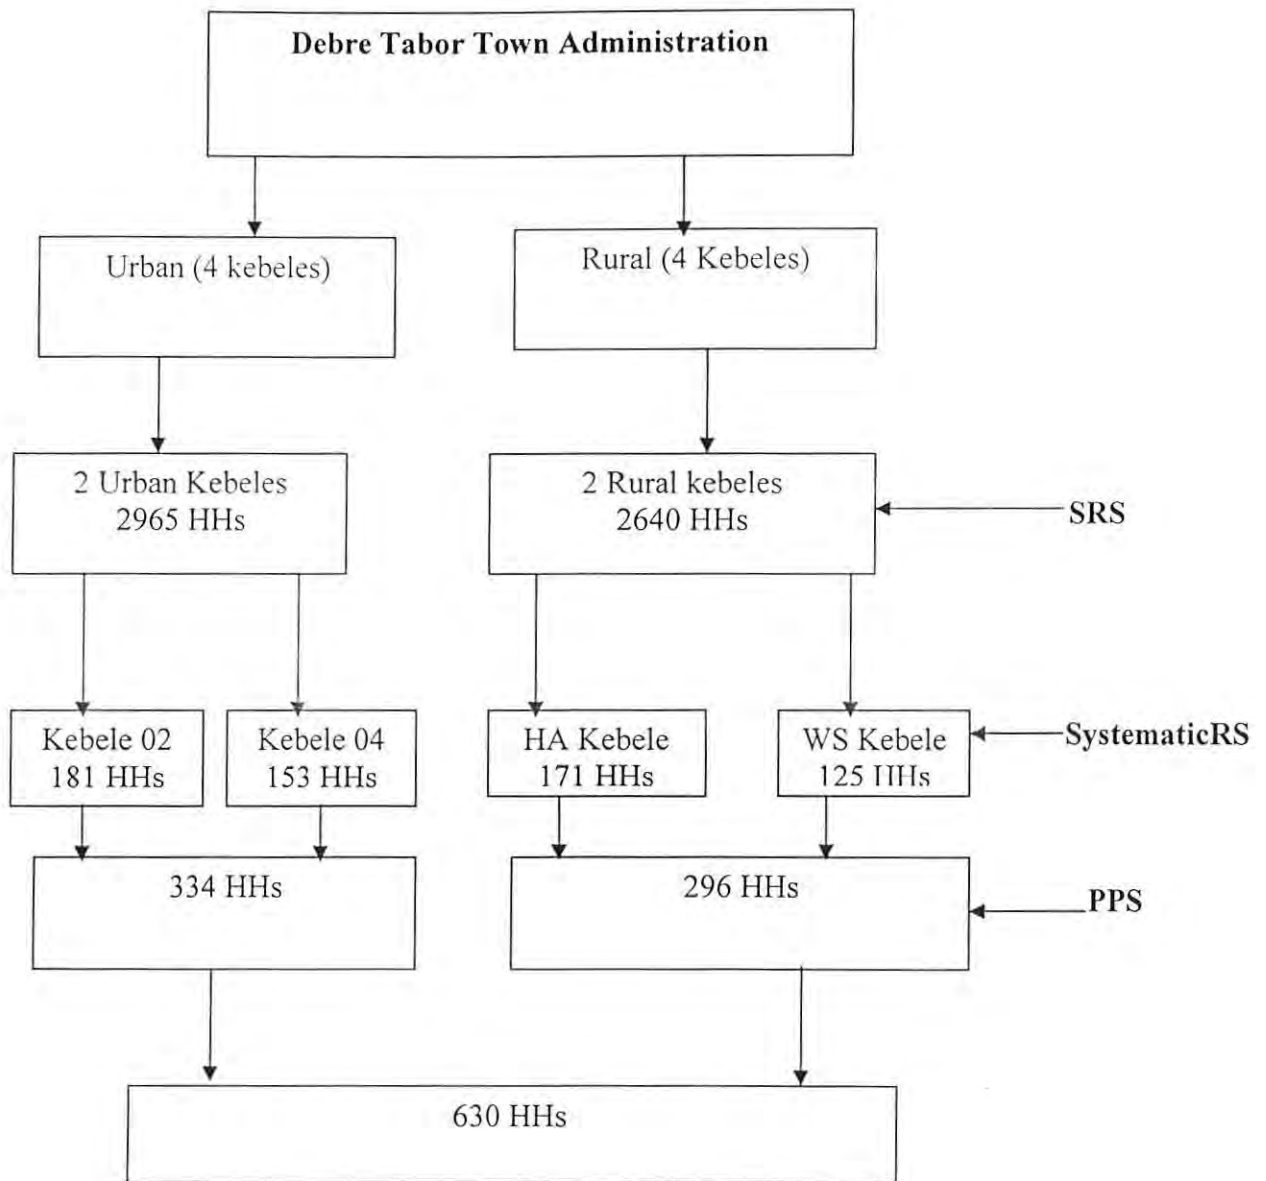 Debre Tabor Town Administration
Urban (4 kebeles)
Rural (4 Kebeles)
2 Urban Kebeles
2965 HHs
2 Rural kebeles
2640 HHs
SRS
Kebele 02
181 HHs
Kebele 04
153 HHs
HA Kebele
171 HHs
WS Kebele
125 HHs
SystematicRS
334 HHs
296 HHs
PPS
630 HHs